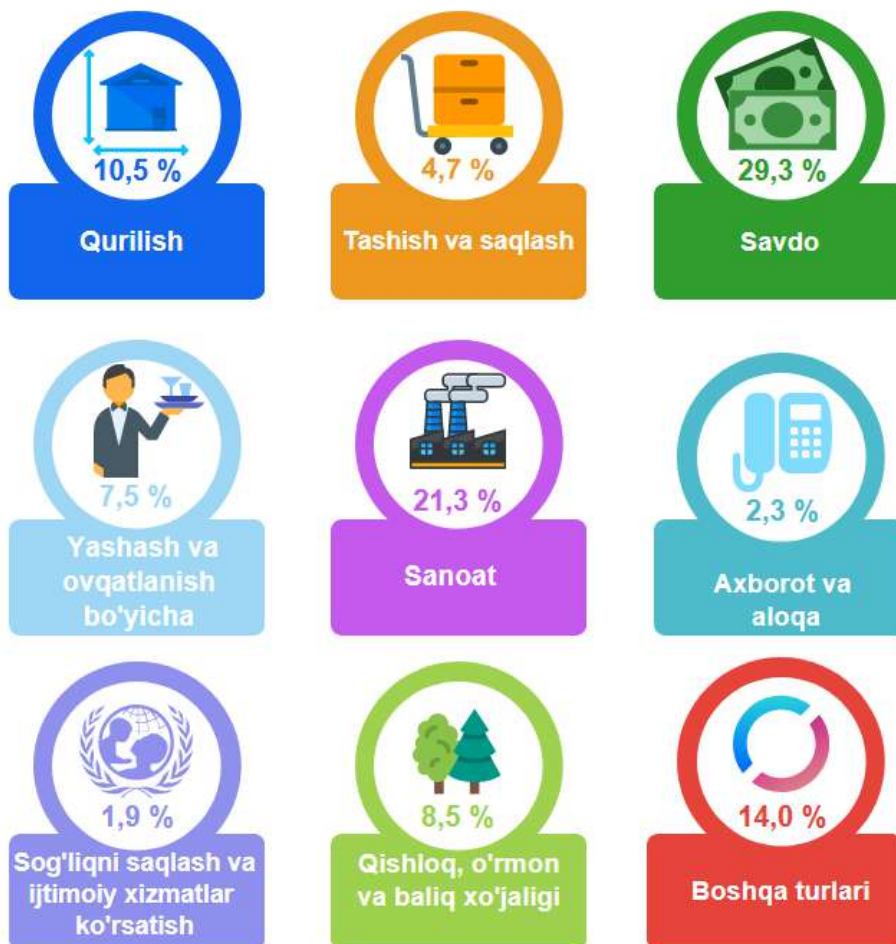 10,5 %
Qurilish
4,7 %
Tashish va saqlash
29,3 %
Savdo
7,5 %
Yashash va
ovqatlanish
bo'yicha
21,3 %
Sanoat
2,3 %
Axborot va
aloqa
1,9 %
Sog'liqni saqlash va
ijtimoiy xizmatlar
ko'rsatish
8,5 %
Qishloq, o'rmon
va baliq xo'jaligi
14,0 %
Boshqa turlari